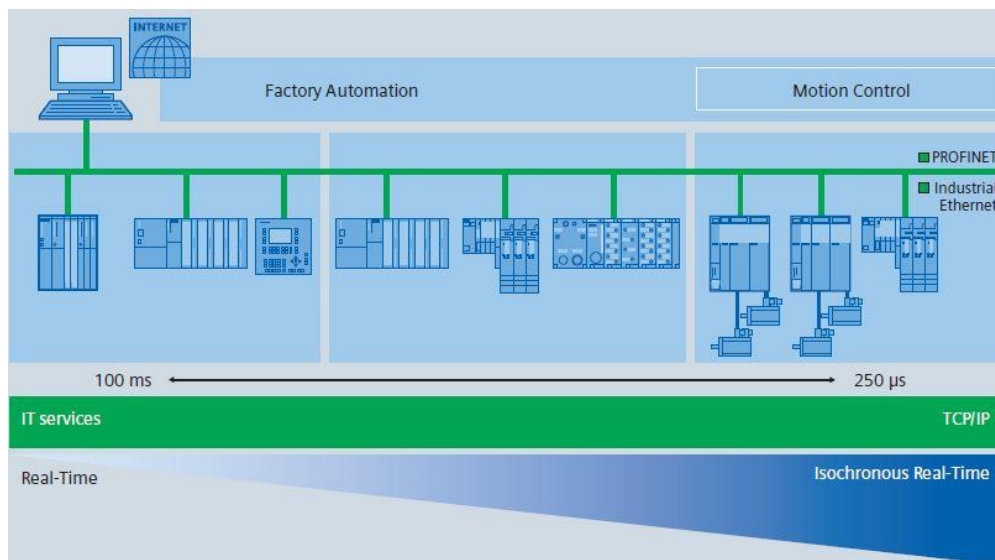 INTERNET
Factory Automation
Motion Control
PROFINET
Industria
Ethernet
100 ms
250 µs
IT services
TCP/IP
Real-Time
Isochronous Real-Time